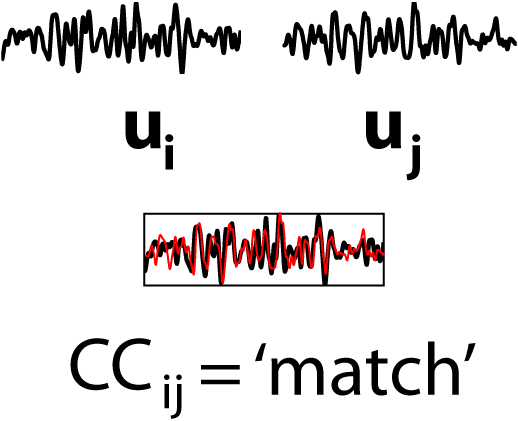 u_i u_j
CC_ij = ‘match’